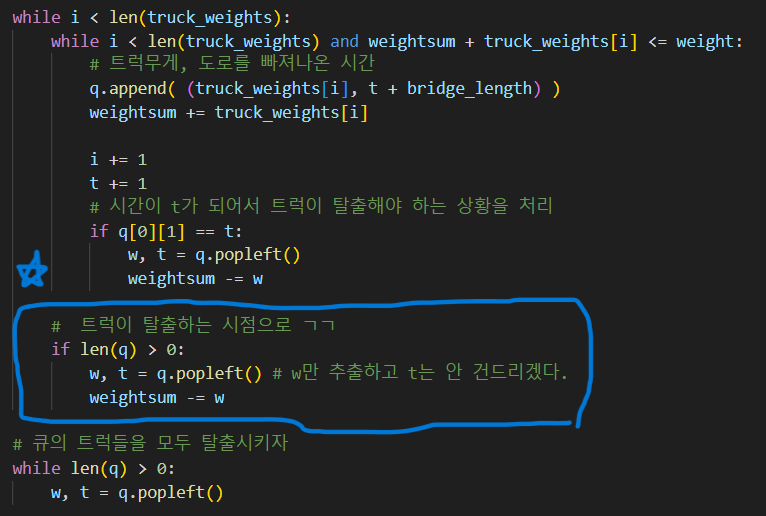 while i < len(truck_weights):
    while i < len(truck_weights) and weightsum + truck_weights[i] <= weight:
        # 트럭무게, 도로를 빠져나온 시간
        q.append( (truck_weights[i], t + bridge_length) )
        weightsum += truck_weights[i]

        i += 1
        t += 1
        # 시간이 t가 되어서 트럭이 탈출해야 하는 상황을 처리
        if q[0][1] == t:
            w, t = q.popleft()
            weightsum -= w

    #  트럭이 탈출하는 시점으로 ㄱㄱ
    if len(q) > 0:
        w, t = q.popleft() # w만 추출하고 t는 안 건드리겠다.
        weightsum -= w

# 큐의 트럭들을 모두 탈출시키자
while len(q) > 0:
    w, t = q.popleft()